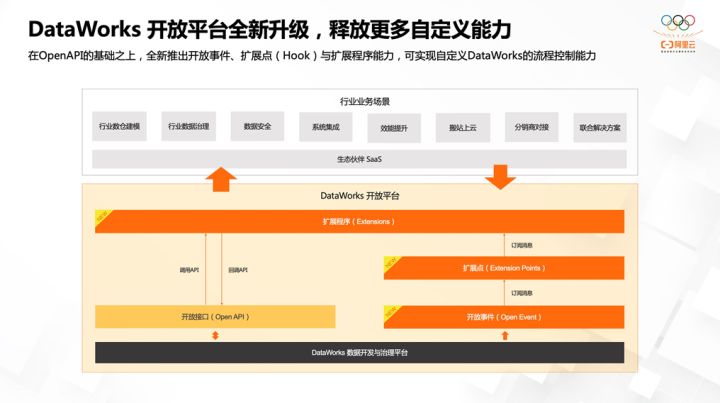 DataWorks 开放平台全新升级，释放更多自定义能力
在OpenAPI的基础之上，全新推出开放事件、扩展点（Hook）与扩展程序能力，可实现自定义DataWorks的流程控制能力
阿里云
行业业务场景
行业数仓建模
行业数据治理
数据安全
系统集成
效能提升
搬站上云
分销商对接
联合解决方案
生态伙伴 SaaS
DataWorks 开放平台
NEW
扩展程序（Extensions）
调用API
回调API
订阅消息
NEW
扩展点（Extension Points）
订阅消息
开放接口（Open API）
NEW
开放事件（Open Event）
DataWorks 数据开发与治理平台